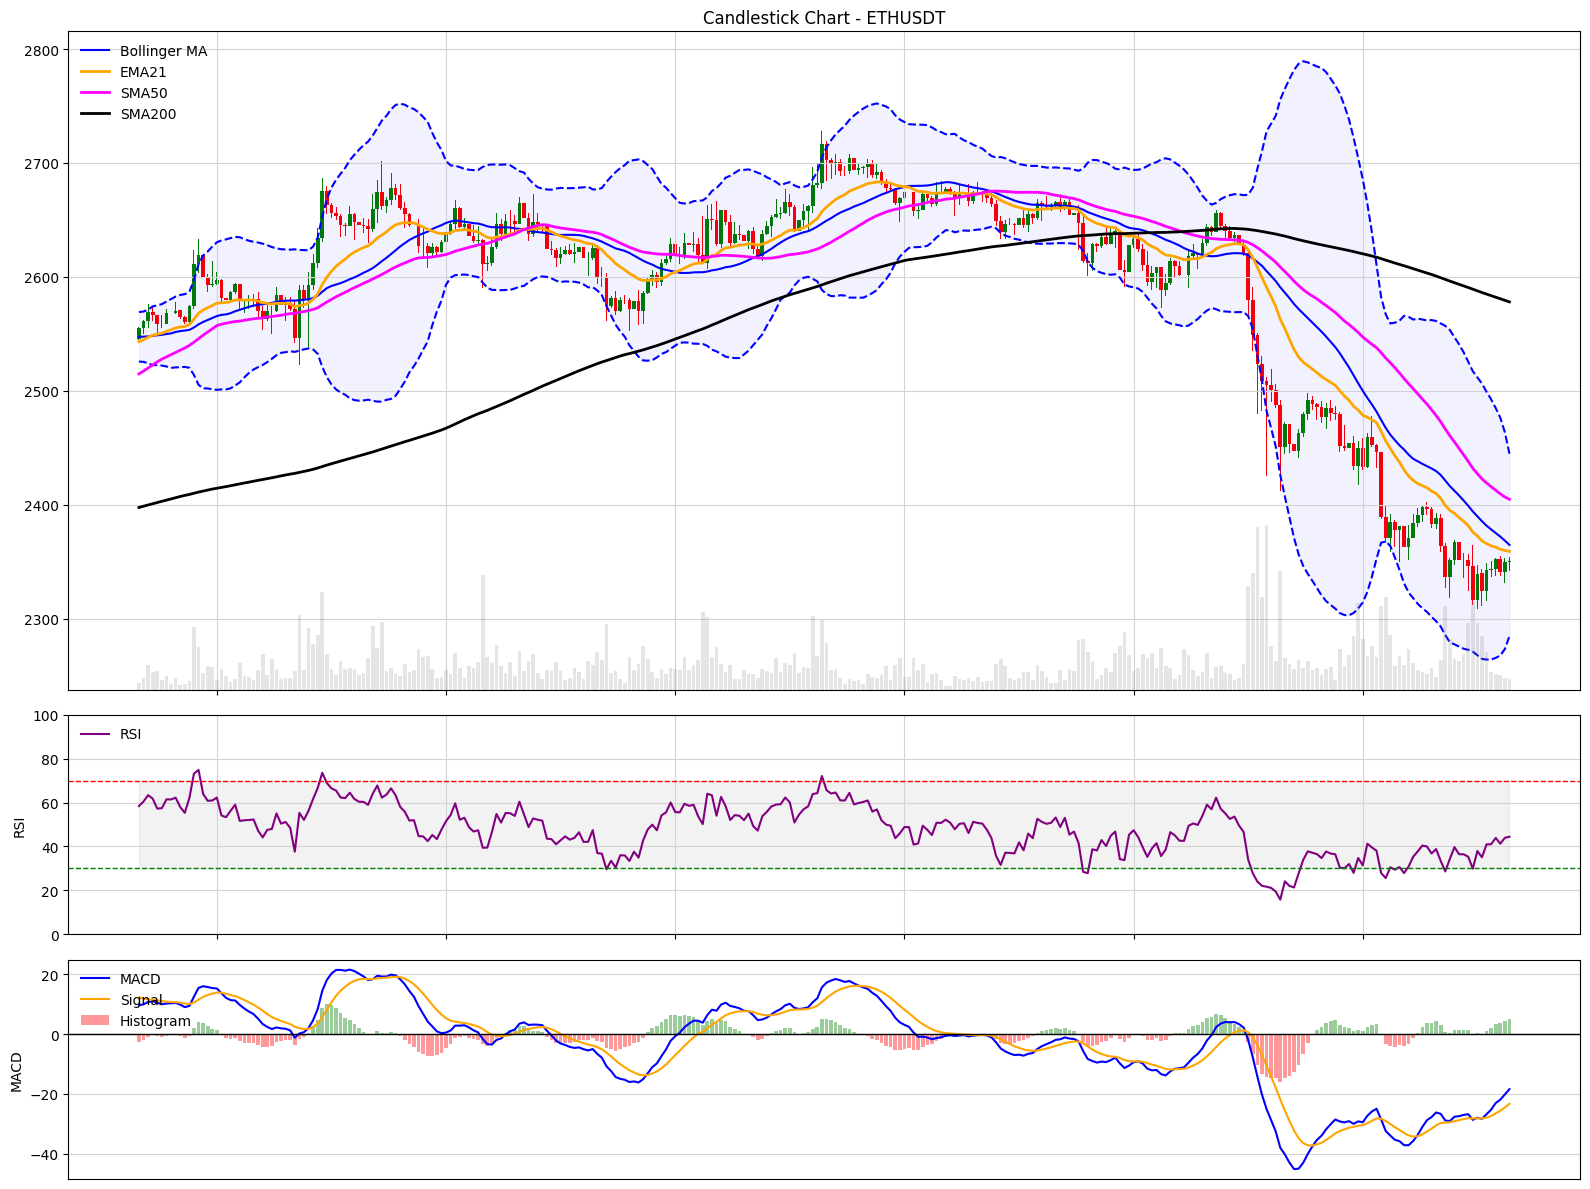 Candlestick Chart - ETHUSDT
Bollinger MA
EMA21
SMA50
SMA200
2800
2700
2600
2500
2400
2300
RSI
100
80
60
40
20
0
RSI
MACD
Signal
Histogram
20
0
−20
−40
MACD